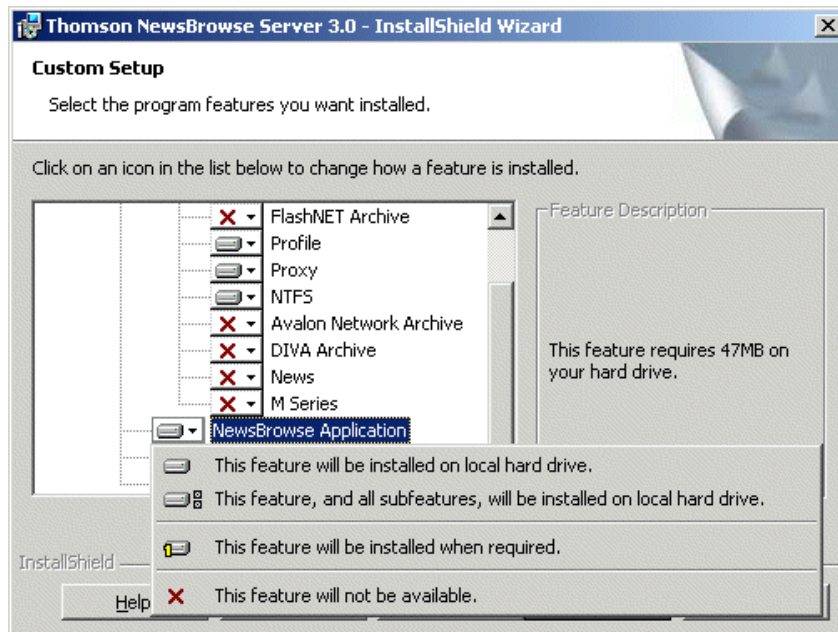 Thomson NewsBrowse Server 3.0 - InstallShield Wizard
Custom Setup
Select the program features you want installed.
Click on an icon in the list below to change how a feature is installed.
FlashNET Archive
Profile
Proxy
NTFS
Avalon Network Archive
DIVA Archive
News
M Series
NewsBrowse Application
Feature Description
This feature requires 47MB on
your hard drive.
This feature will be installed on local hard drive.
This feature, and all subfeatures, will be installed on local hard drive.
This feature will be installed when required.
This feature will not be available.
InstallShield
Help